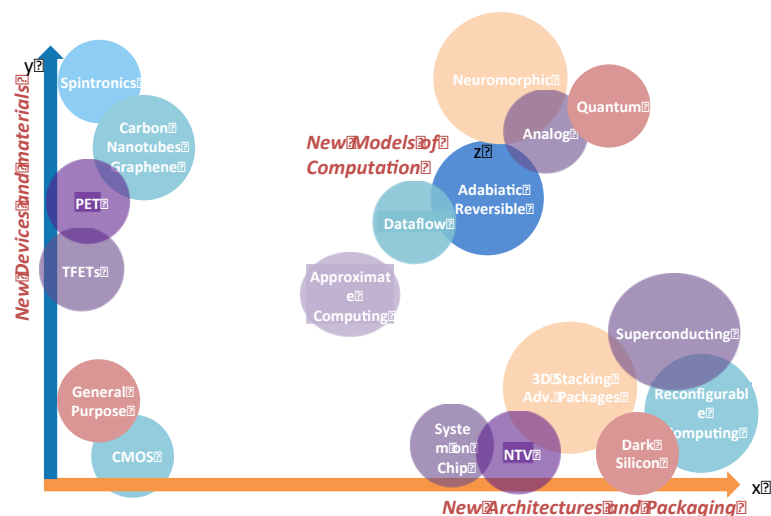 y
Spintronics
Carbon
Nanotubes
Graphene
PET
TFETs
New Devices and materials
General
Purpose
CMOS
New Models of
Computation
z
Neuromorphic
Quantum
Analog
Adabiatic
Reversible
Dataflow
Approximat
e
Computing
Superconducting
3D Stacking
Adv. Packages
Reconfigurabl
e
Computing
Syste
m on
Chip
NTV
Dark
Silicon
x
New Architectures and Packaging